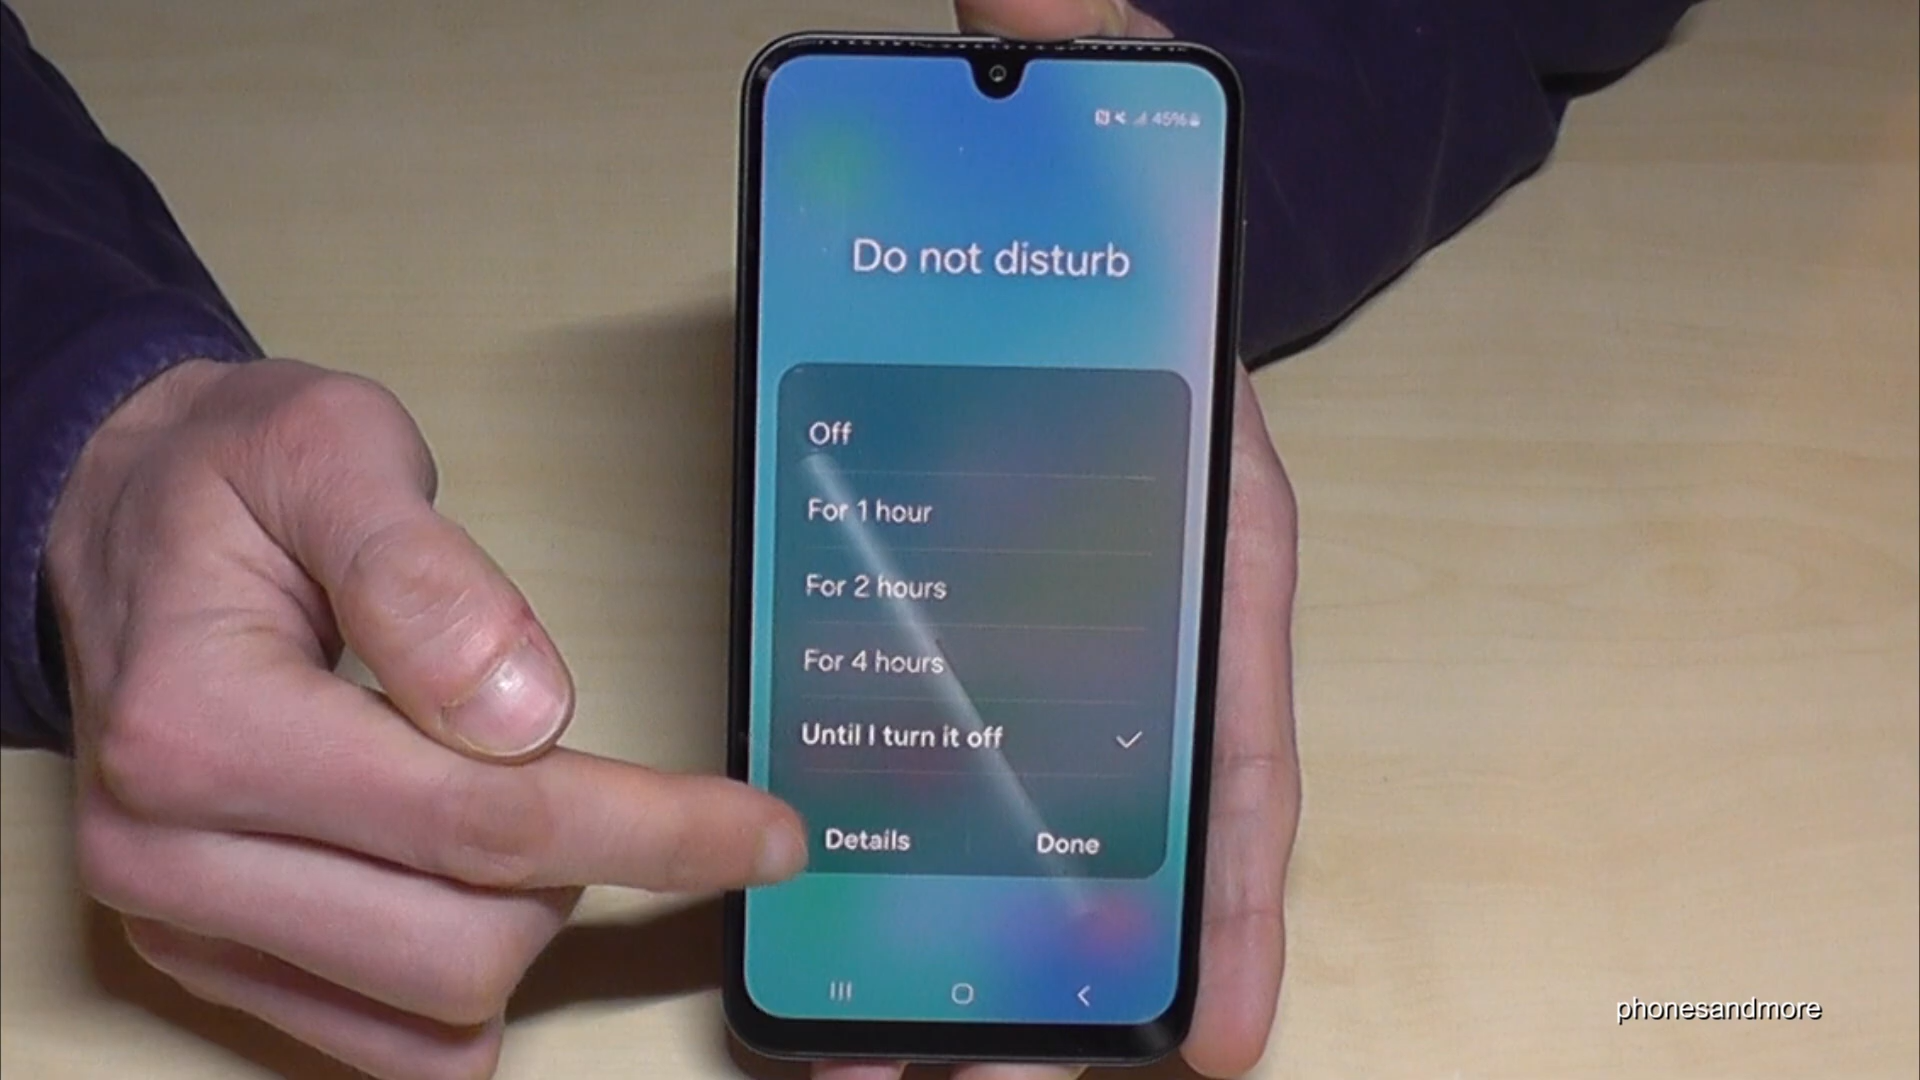 45%
Do not disturb
Off
For 1 hour
For 2 hours
For 4 hours
Until I turn it off
Details
Done
phonesandmore